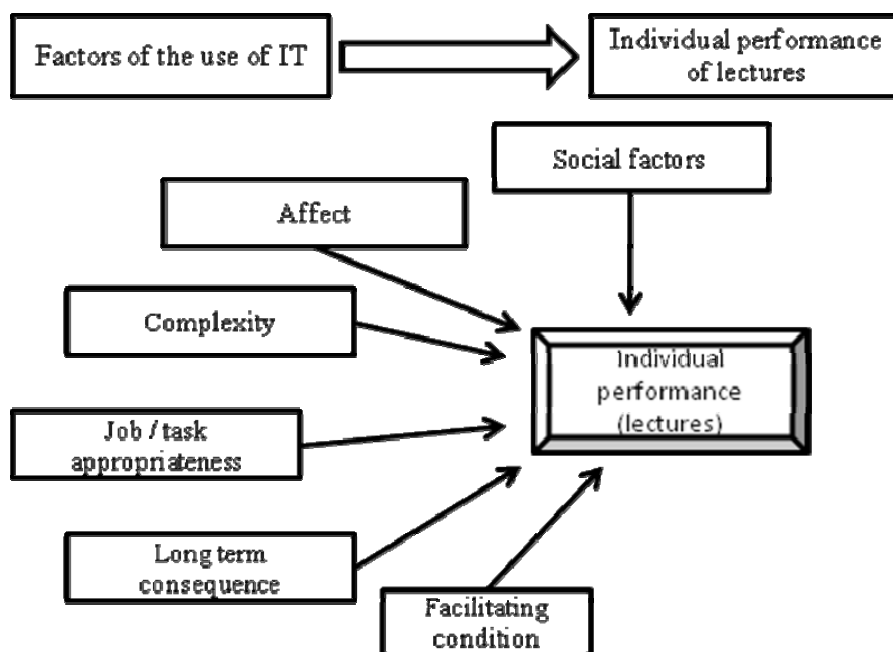 Factors of the use of IT
Individual performance
of lectures
Social factors
Affect
Complexity
Individual
performance
(lectures)
Job / task
appropriateness
Long term
consequence
Facilitating
condition